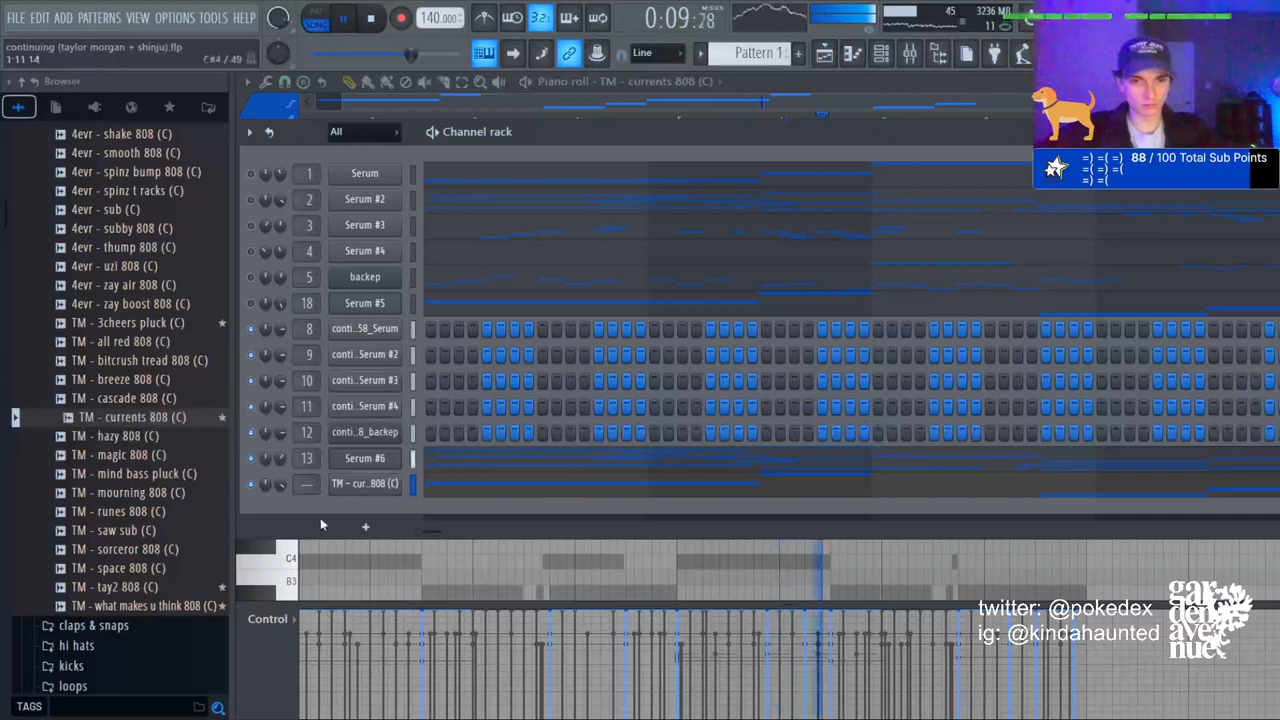 FILE EDIT ADD PATTERNS VIEW OPTIONS TOOLS HELP
continuing (taylor morgan + shinju).flp
1:11:14
C#4 / 49
PAT
SONG
140.000
3.2.
0:09:28
M:S:CS
45
3236 MB
11
Line
Pattern 1
Browser
Piano roll - TM - currents 808 (C)
All
Channel rack
4evr - shake 808 (C)
4evr - smooth 808 (C)
4evr - spinz bump 808 (C)
4evr - spinz t racks (C)
4evr - sub (C)
4evr - subby 808 (C)
4evr - thump 808 (C)
4evr - uzi 808 (C)
4evr - zay air 808 (C)
4evr - zay boost 808 (C)
TM - 3cheers pluck (C)
TM - all red 808 (C)
TM - bitcrush tread 808 (C)
TM - breeze 808 (C)
TM - cascade 808 (C)
TM - currents 808 (C)
TM - hazy 808 (C)
TM - magic 808 (C)
TM - mind bass pluck (C)
TM - mourning 808 (C)
TM - runes 808 (C)
TM - saw sub (C)
TM - sorceror 808 (C)
TM - space 808 (C)
TM - tay2 808 (C)
TM - what makes u think 808 (C)
claps & snaps
hi hats
kicks
loops
TAGS
1 Serum
2 Serum #2
3 Serum #3
4 Serum #4
5 backep
18 Serum #5
8 conti..58_Serum
9 conti..Serum #2
10 conti..Serum #3
11 conti..Serum #4
12 conti..8_backep
13 Serum #6
--- TM - cur..808 (C)
+
C4
B3
Control
=) =( =) 88 / 100 Total Sub Points
=( =) =(
=) =(
twitter: @pokedex
ig: @kindahaunted
gar
den
ave
nue